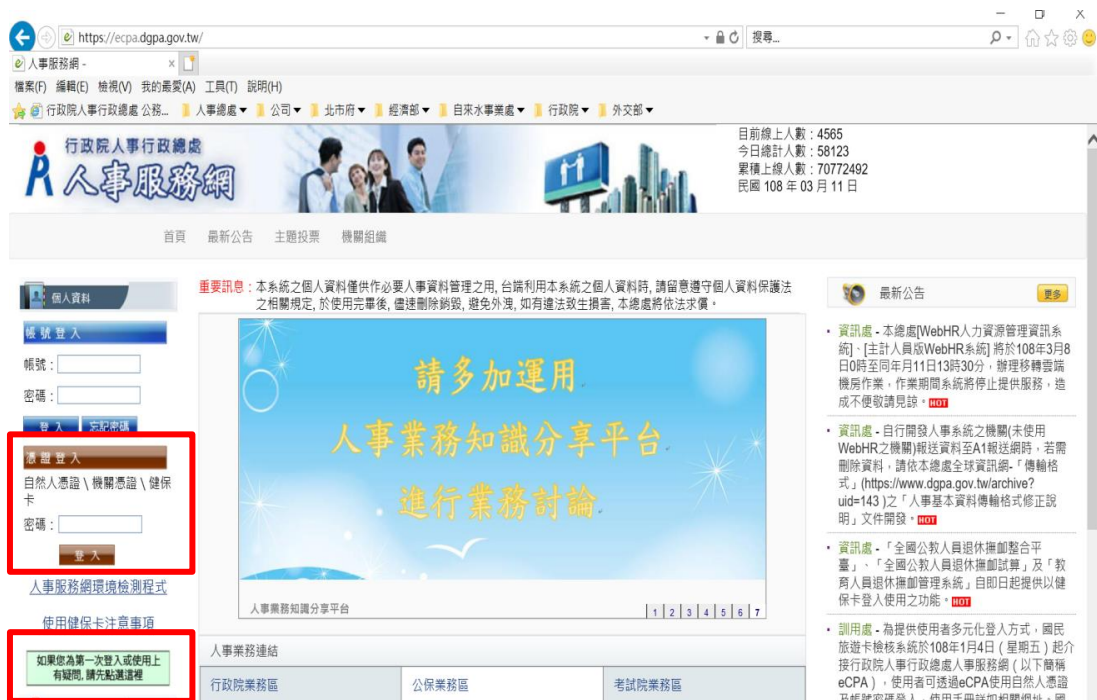 https://ecpa.dgpa.gov.tw/
搜尋...
人事服務網 -
檔案(F) 編輯(E) 檢視(V) 我的最愛(A) 工具(T) 說明(H)
行政院人事行政總處 公務... 人事總處 公司 北市府 經濟部 自來水事業處 行政院 外交部
行政院人事行政總處
人事服務網
目前線上人數：4565
今日總計人數：58123
累積上線人數：70772492
民國 108 年 03 月 11 日
首頁 最新公告 主題投票 機關組織
個人資料
帳號登入
帳號：
密碼：
登入 忘記密碼
憑證登入
自然人憑證 \ 機關憑證 \ 健保
卡
密碼：
登入
人事服務網環境檢測程式
使用健保卡注意事項
如果您為第一次登入或使用上
有疑問, 請先點選這裡
重要訊息：本系統之個人資料僅供作必要人事資料管理之用, 台端利用本系統之個人資料時, 請留意遵守個人資料保護法
之相關規定, 於使用完畢後, 儘速刪除銷毀, 避免外洩, 如有違法致生損害, 本總處將依法求償。
請多加運用
人事業務知識分享平台
進行業務討論
人事業務知識分享平台
| 1 | 2 | 3 | 4 | 5 | 6 | 7
人事業務連結
行政院業務區 公保業務區 考試院業務區
最新公告
更多
資訊處 - 本總處[WebHR人力資源管理資訊系
統]、[主計人員版WebHR系統] 將於108年3月8
日0時至同年月11日13時30分，辦理移轉雲端
機房作業，作業期間系統將停止提供服務，造
成不便敬請見諒。HOT
資訊處 - 自行開發人事系統之機關(未使用
WebHR之機關)報送資料至A1報送網時，若需
刪除資料，請依本總處全球資訊網-「傳輸格
式」(https://www.dgpa.gov.tw/archive?
uid=143 )之「人事基本資料傳輸格式修正說
明」文件開發。HOT
資訊處 - 「全國公教人員退休撫卹整合平
臺」、「全國公教人員退休撫卹試算」及「教
育人員退休撫卹管理系統」自即日起提供以健
保卡登入使用之功能。HOT
訓用處 - 為提供使用者多元化登入方式，國民
旅遊卡檢核系統於108年1月4日（星期五）起介
接行政院人事行政總處人事服務網（以下簡稱
eCPA），使用者可透過eCPA使用自然人憑證
及帳號密碼登入，使用手冊詳如相關網址。國